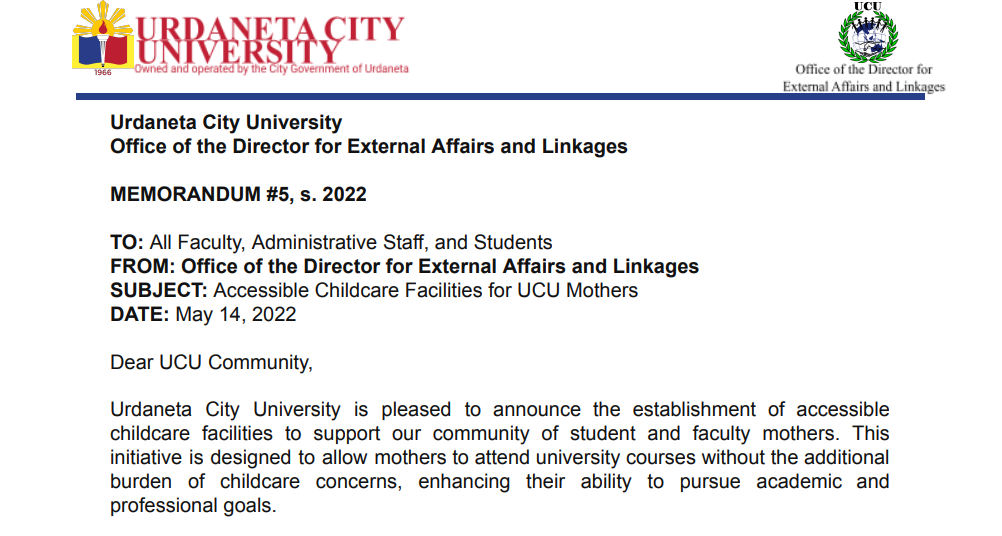 URDANETA CITY
UNIVERSITY
Owned and operated by the City Government of Urdaneta
1966
UCU
Office of the Director for
External Affairs and Linkages
Urdaneta City University
Office of the Director for External Affairs and Linkages
MEMORANDUM #5, s. 2022
TO: All Faculty, Administrative Staff, and Students
FROM: Office of the Director for External Affairs and Linkages
SUBJECT: Accessible Childcare Facilities for UCU Mothers
DATE: May 14, 2022
Dear UCU Community,
Urdaneta City University is pleased to announce the establishment of accessible
childcare facilities to support our community of student and faculty mothers. This
initiative is designed to allow mothers to attend university courses without the additional
burden of childcare concerns, enhancing their ability to pursue academic and
professional goals.